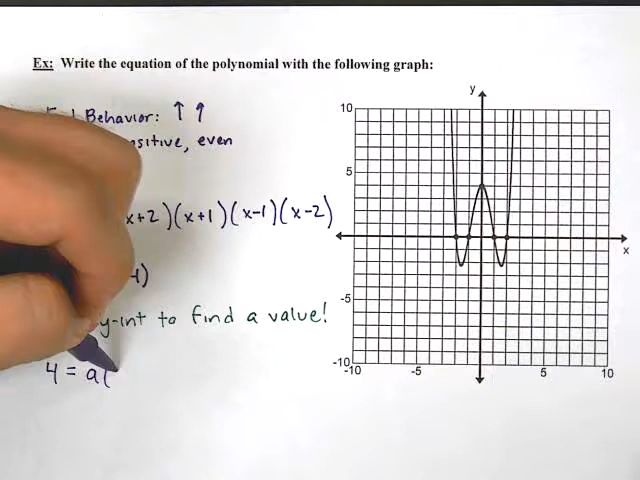 Ex: Write the equation of the polynomial with the following graph:
Behavior: ↑ ↑
sitive, even
x+2)(x+1)(x-1)(x-2)
)
y-int to find a value!
4 = a(
y
10
5
-5
-10
-10 -5 5 10
x